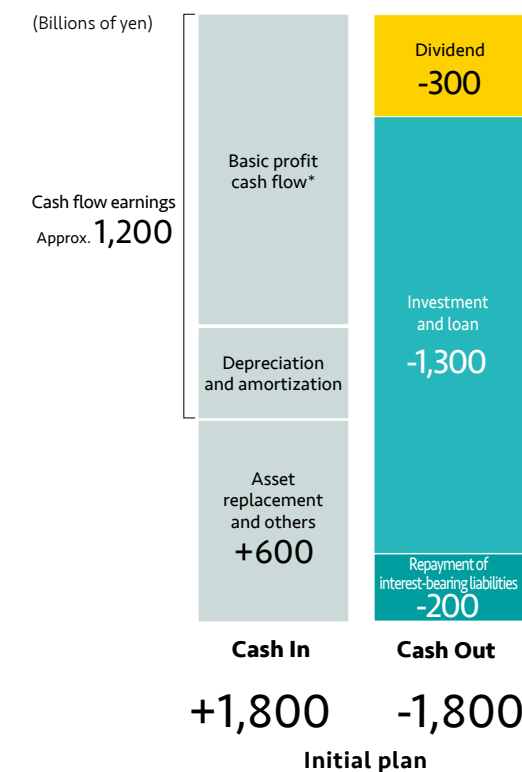 (Billions of yen)
Cash flow earnings
Approx. 1,200
Basic profit
cash flow*
Depreciation
and amortization
Asset
replacement
and others
+600
Dividend
-300
Investment
and loan
-1,300
Repayment of
interest-bearing liabilities
-200
Cash In
Cash Out
+1,800
-1,800
Initial plan